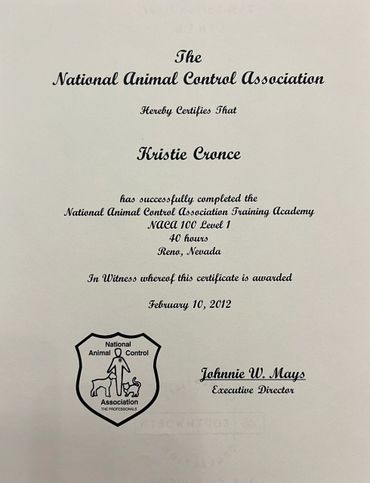 The
National Animal Control Association
Hereby Certifies That
Kristie Cronce
has successfully completed the
National Animal Control Association Training Academy
NACA 100 Level 1
40 hours
Reno, Nevada
In Witness whereof this certificate is awarded
February 10, 2012
National
Animal Control
Association
THE PROFESSIONALS
Johnnie W. Mays
Executive Director